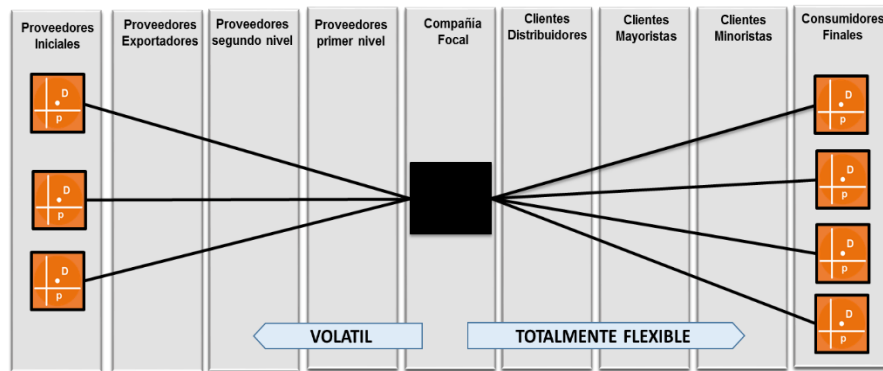 Proveedores
Iniciales
Proveedores
Exportadores
Proveedores
segundo nivel
Proveedores
primer nivel
Compañía
Focal
Clientes
Distribuidores
Clientes
Mayoristas
Clientes
Minoristas
Consumidores
Finales
D
p
D
p
D
p
D
p
D
p
D
p
D
p
VOLATIL
TOTALMENTE FLEXIBLE